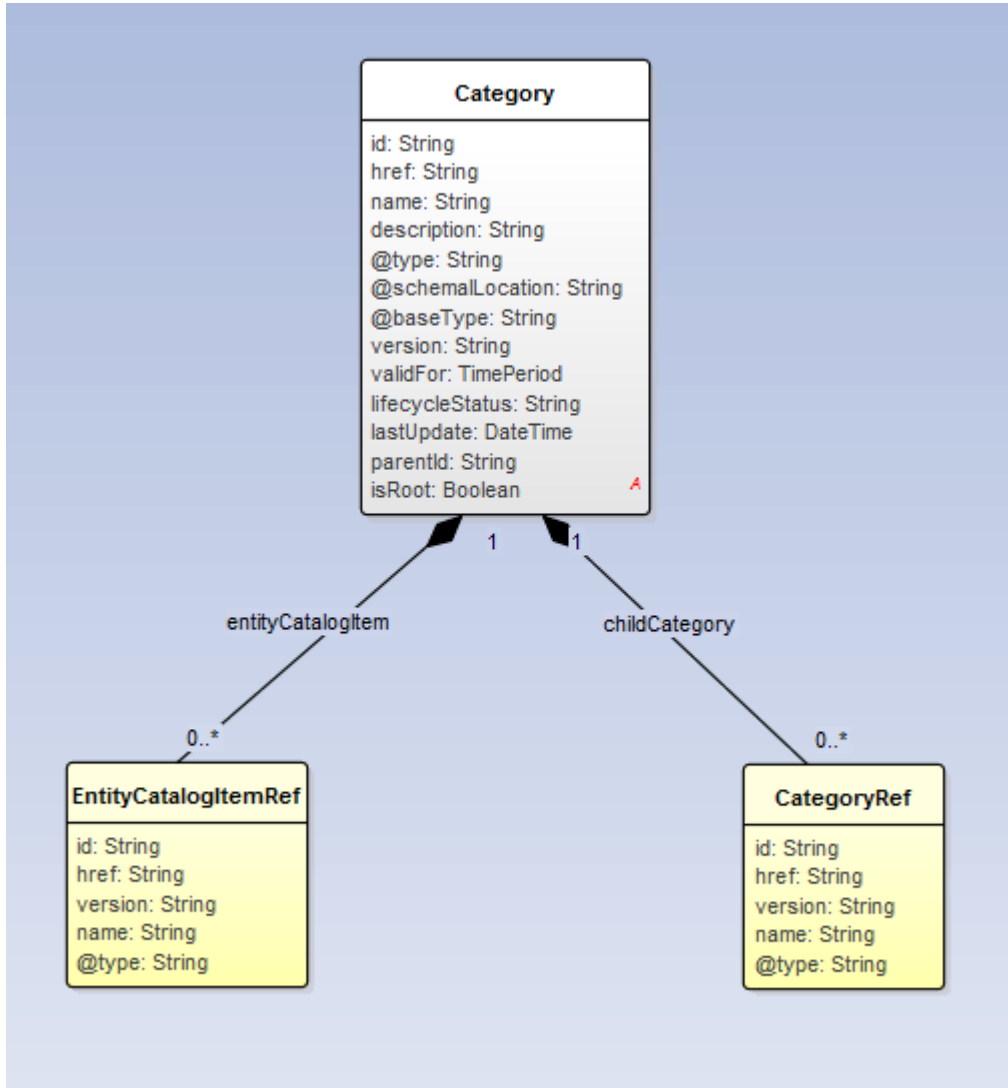 Category
id: String
href: String
name: String
description: String
@type: String
@schemalLocation: String
@baseType: String
version: String
validFor: TimePeriod
lifecycleStatus: String
lastUpdate: DateTime
parentId: String
isRoot: Boolean
A
1
1
entityCatalogItem
childCategory
0..*
0..*
EntityCatalogItemRef
id: String
href: String
version: String
name: String
@type: String
CategoryRef
id: String
href: String
version: String
name: String
@type: String